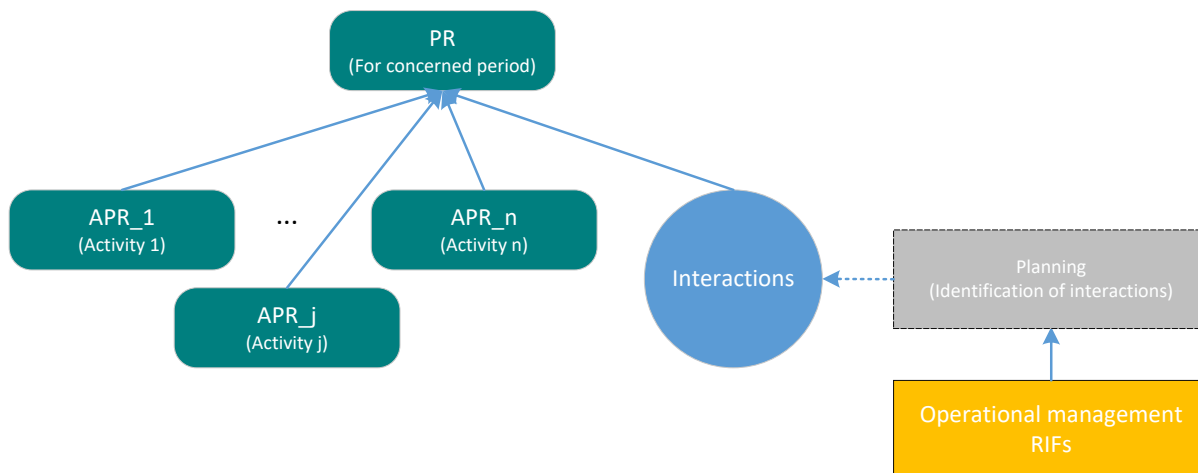 PR
(For concerned period)
APR_1
(Activity 1)
...
APR_n
(Activity n)
Interactions
Planning
(Identification of interactions)
APR_j
(Activity j)
Operational management
RIFs